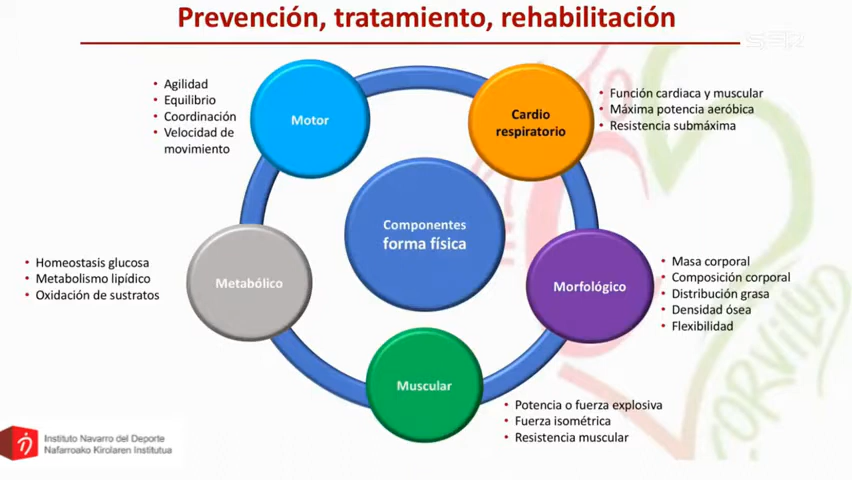 Prevención, tratamiento, rehabilitación
SER
• Agilidad
• Equilibrio
• Coordinación
• Velocidad de
movimiento
Motor
Cardio
respiratorio
• Función cardiaca y muscular
• Máxima potencia aeróbica
• Resistencia submáxima
Componentes
forma física
• Homeostasis glucosa
• Metabolismo lipídico
• Oxidación de sustratos
Metabólico
Morfológico
• Masa corporal
• Composición corporal
• Distribución grasa
• Densidad ósea
• Flexibilidad
Muscular
• Potencia o fuerza explosiva
• Fuerza isométrica
• Resistencia muscular
CORVILUD
Instituto Navarro del Deporte
Nafarroako Kirolaren Institutua